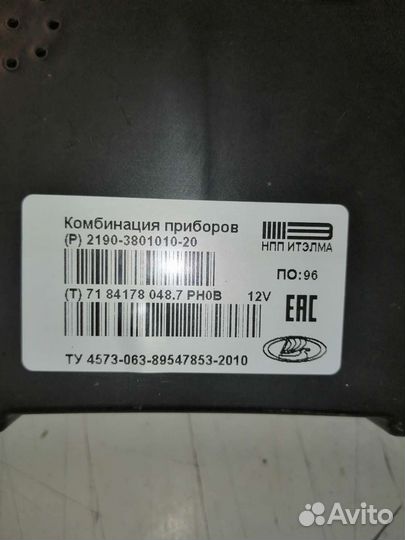 Комбинация приборов
(P) 2190-3801010-20
НПП ИТЭЛМА
ПО:96
(T) 71 84178 048.7 PH0B 12V
EAC
ТУ 4573-063-89547853-2010
Avito